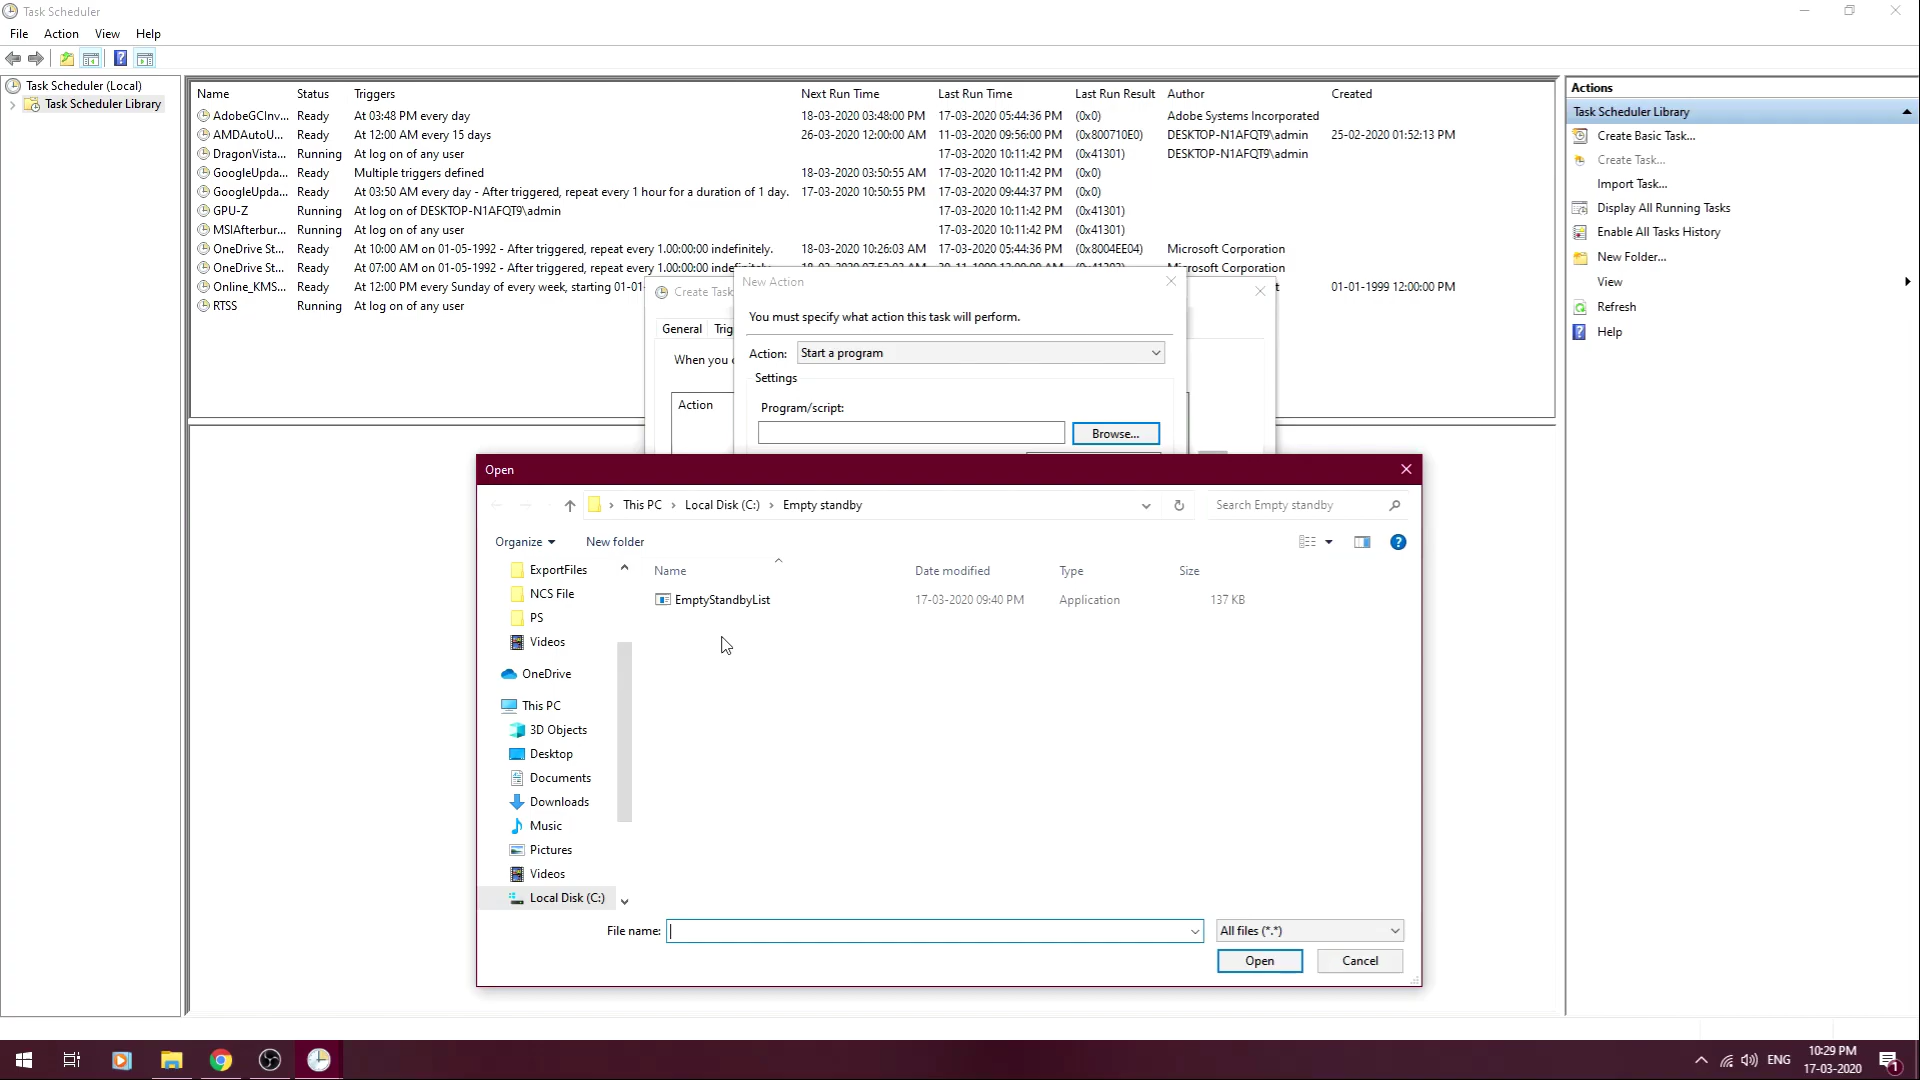 Task Scheduler
File Action View Help
Task Scheduler (Local)
Task Scheduler Library
Name Status Triggers Next Run Time Last Run Time Last Run Result Author Created
AdobeGCInv... Ready At 03:48 PM every day 18-03-2020 03:48:00 PM 17-03-2020 05:44:36 PM (0x0) Adobe Systems Incorporated
AMDAutoU... Ready At 12:00 AM every 15 days 26-03-2020 12:00:00 AM 11-03-2020 09:56:00 PM (0x800710E0) DESKTOP-N1AFQT9\admin 25-02-2020 01:52:13 PM
DragonVista... Running At log on of any user 17-03-2020 10:11:42 PM (0x41301) DESKTOP-N1AFQT9\admin
GoogleUpda... Ready Multiple triggers defined 18-03-2020 03:50:55 AM 17-03-2020 10:11:42 PM (0x0)
GoogleUpda... Ready At 03:50 AM every day - After triggered, repeat every 1 hour for a duration of 1 day. 17-03-2020 10:50:55 PM 17-03-2020 09:44:37 PM (0x0)
GPU-Z Running At log on of DESKTOP-N1AFQT9\admin 17-03-2020 10:11:42 PM (0x41301)
MSIAfterbur... Running At log on of any user 17-03-2020 10:11:42 PM (0x41301)
OneDrive St... Ready At 10:00 AM on 01-05-1992 - After triggered, repeat every 1.00:00:00 indefinitely. 18-03-2020 10:26:03 AM 17-03-2020 05:44:36 PM (0x8004EE04) Microsoft Corporation
OneDrive St... Ready At 07:00 AM on 01-05-1992 - After triggered, repeat every 1.00:00:00 indefinitely. Microsoft Corporation
Online_KMS... Ready At 12:00 PM every Sunday of every week, starting 01-01- t 01-01-1999 12:00:00 PM
RTSS Running At log on of any user
Actions
Task Scheduler Library
Create Basic Task...
Create Task...
Import Task...
Display All Running Tasks
Enable All Tasks History
New Folder...
View
Refresh
Help
Create Task
General Trig
When you
Action
New Action
You must specify what action this task will perform.
Action: Start a program
Settings
Program/script:
Browse...
Open
This PC Local Disk (C:) Empty standby
Search Empty standby
Organize New folder
ExportFiles
NCS File
PS
Videos
OneDrive
This PC
3D Objects
Desktop
Documents
Downloads
Music
Pictures
Videos
Local Disk (C:)
Name Date modified Type Size
EmptyStandbyList 17-03-2020 09:40 PM Application 137 KB
File name: All files (*.*)
Open Cancel
ENG
10:29 PM
17-03-2020
1